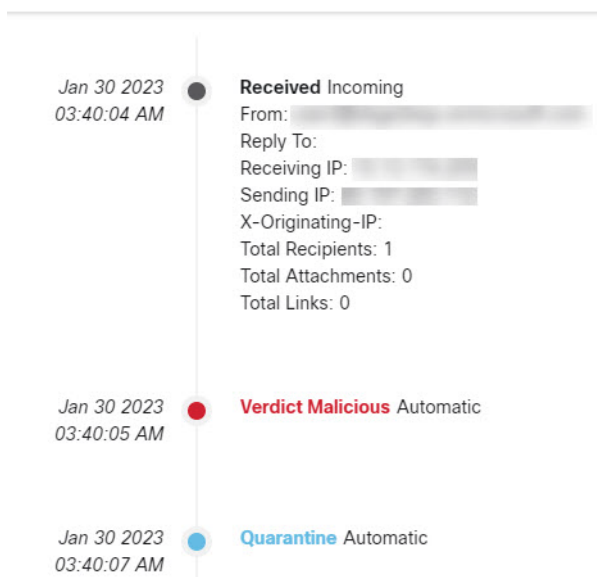 Jan 30 2023
03:40:04 AM
Received Incoming
From:
Reply To:
Receiving IP:
Sending IP:
X-Originating-IP:
Total Recipients: 1
Total Attachments: 0
Total Links: 0
Jan 30 2023
03:40:05 AM
Verdict Malicious Automatic
Jan 30 2023
03:40:07 AM
Quarantine Automatic